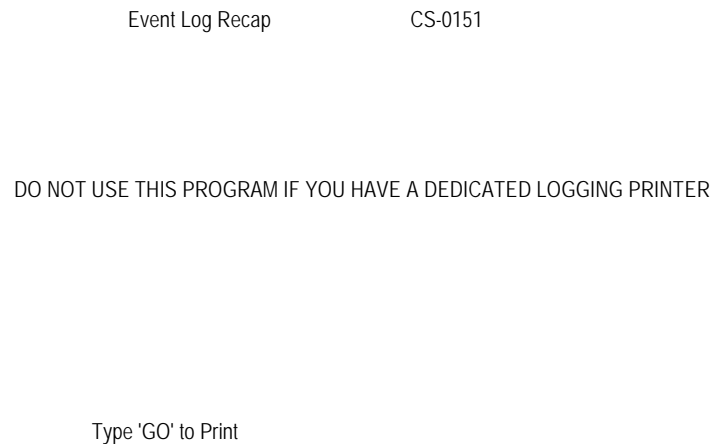 Event Log Recap CS-0151
DO NOT USE THIS PROGRAM IF YOU HAVE A DEDICATED LOGGING PRINTER
Type 'GO' to Print